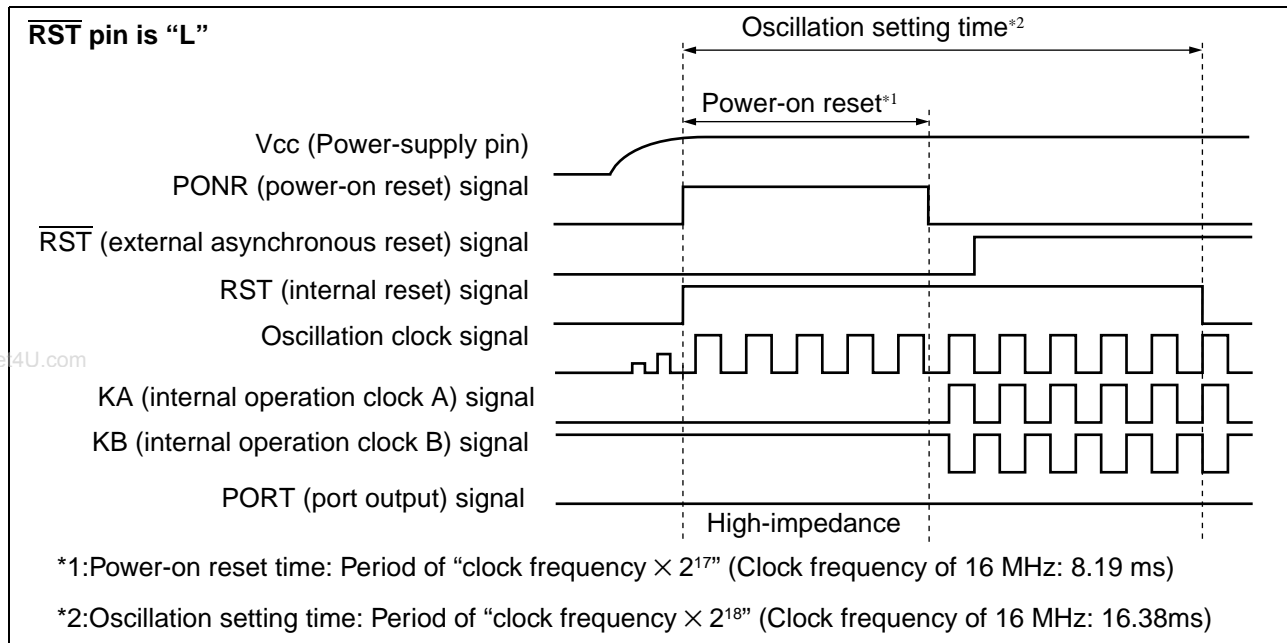 R̅S̅T̅ pin is “L”
Oscillation setting time*2
Power-on reset*1
Vcc (Power-supply pin)
PONR (power-on reset) signal
R̅S̅T̅ (external asynchronous reset) signal
RST (internal reset) signal
Oscillation clock signal
et4U.com
KA (internal operation clock A) signal
KB (internal operation clock B) signal
PORT (port output) signal
High-impedance
*1:Power-on reset time: Period of “clock frequency × 2¹⁷” (Clock frequency of 16 MHz: 8.19 ms)
*2:Oscillation setting time: Period of “clock frequency × 2¹⁸” (Clock frequency of 16 MHz: 16.38ms)